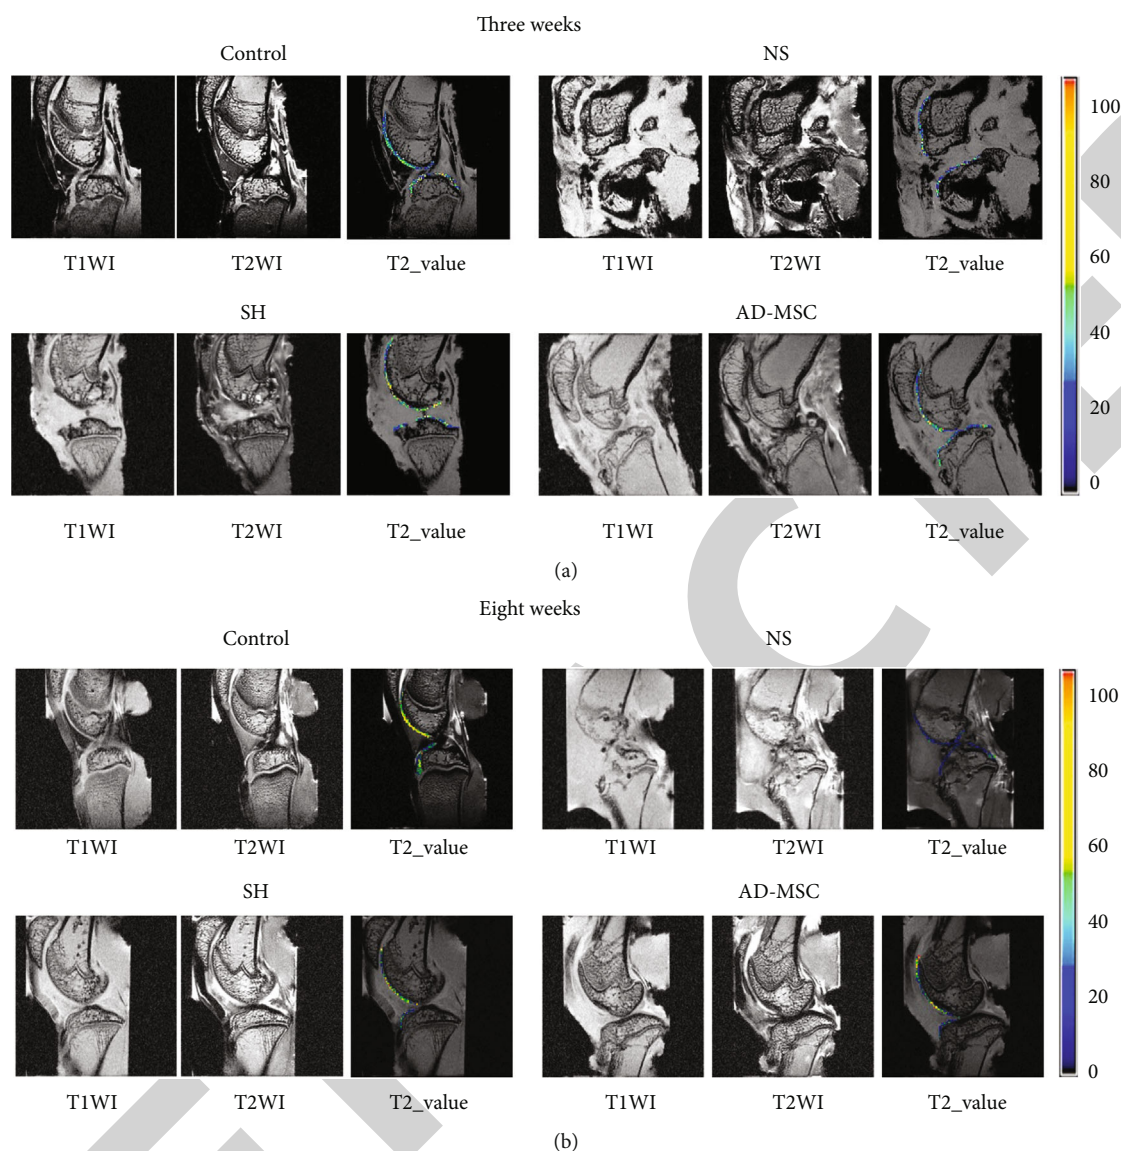 Three weeks
Control NS
T1WI T2WI T2_value T1WI T2WI T2_value
SH AD-MSC
T1WI T2WI T2_value T1WI T2WI T2_value
100
80
60
40
20
0
(a)
Eight weeks
Control NS
T1WI T2WI T2_value T1WI T2WI T2_value
SH AD-MSC
T1WI T2WI T2_value T1WI T2WI T2_value
100
80
60
40
20
0
(b)